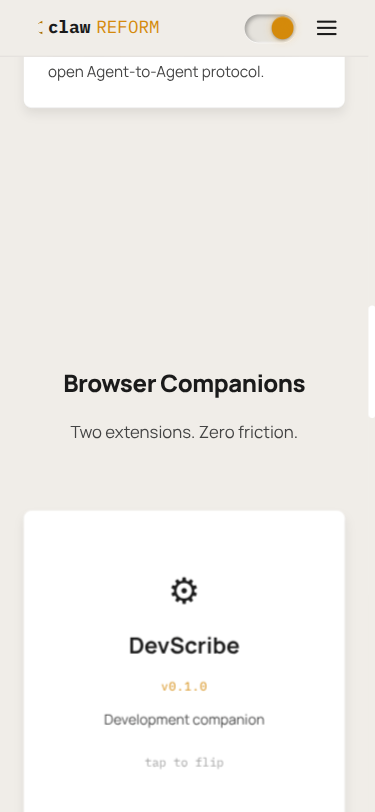 claw REFORM
open Agent-to-Agent protocol.
Browser Companions
Two extensions. Zero friction.
DevScribe
v0.1.0
Development companion
tap to flip